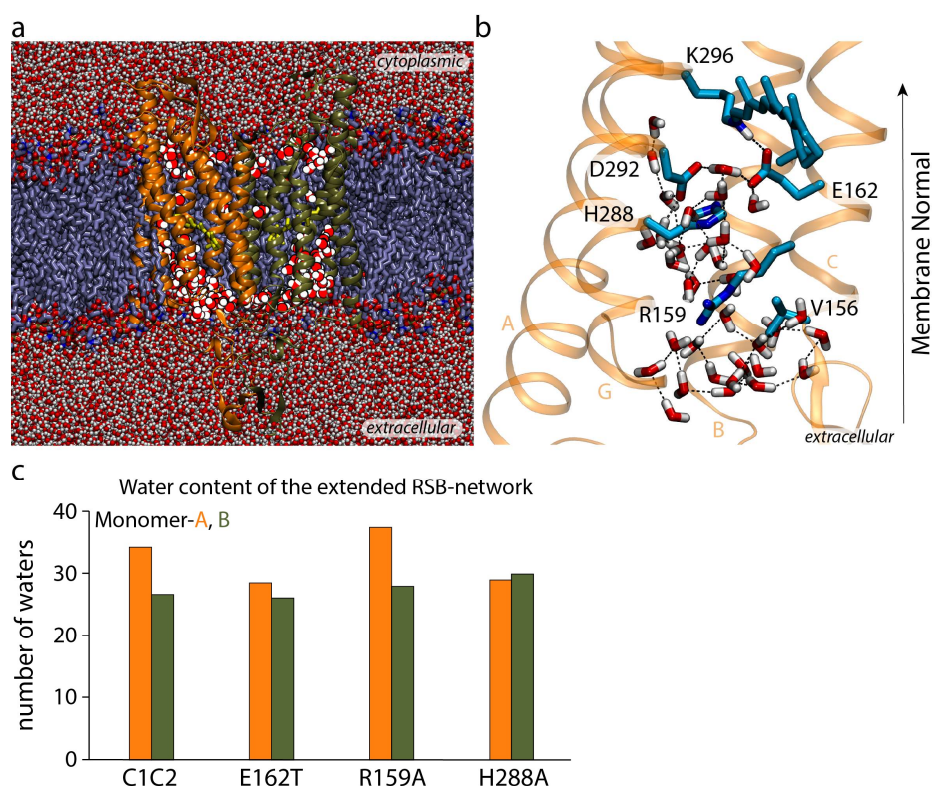 a
cytoplasmic
extracellular
b
K296
D292
E162
H288
C
R159
V156
A
G
B
extracellular
Membrane Normal
c
Water content of the extended RSB-network
Monomer-A, B
number of waters
40
30
20
10
0
C1C2 E162T R159A H288A